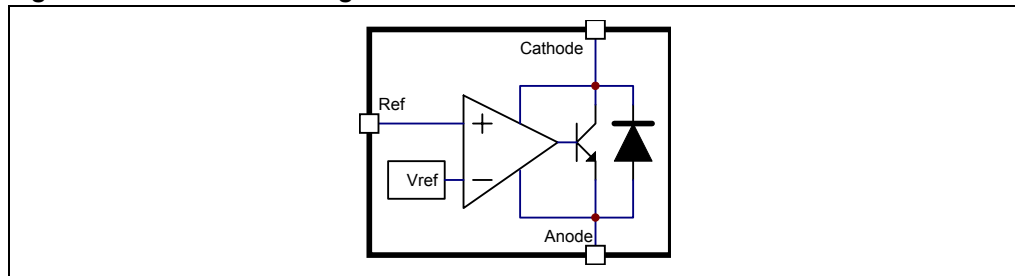 Cathode
Ref
+
Vref
−
Anode